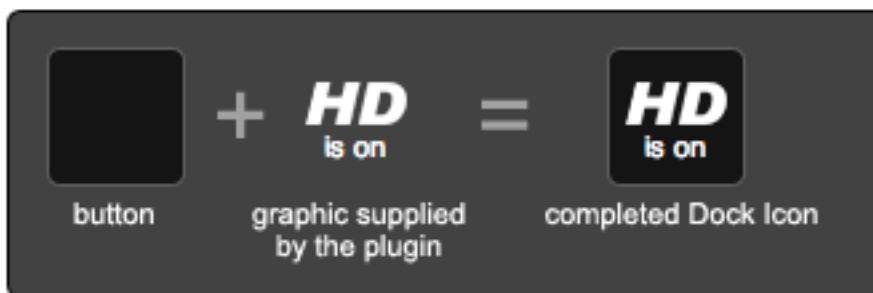 + HD = HD
is on is on
button graphic supplied completed Dock Icon
by the plugin